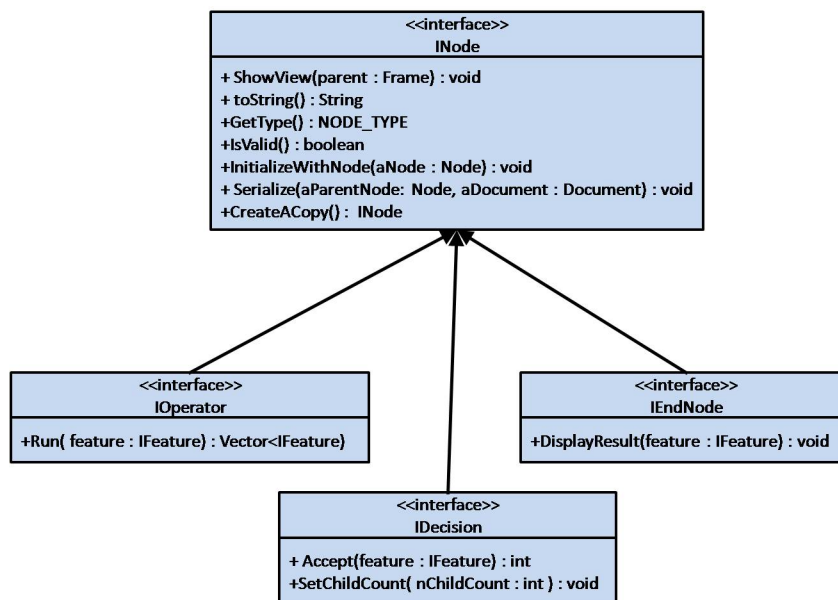 <<interface>>
INode
+ ShowView(parent : Frame) : void
+ toString() : String
+GetType() : NODE_TYPE
+IsValid() : boolean
+InitializeWithNode(aNode : Node) : void
+ Serialize(aParentNode: Node, aDocument : Document) : void
+CreateACopy() : INode
<<interface>>
IOperator
+Run( feature : IFeature) : Vector<IFeature)
<<interface>>
IEndNode
+DisplayResult(feature : IFeature) : void
<<interface>>
IDecision
+ Accept(feature : IFeature) : int
+SetChildCount( nChildCount : int ) : void